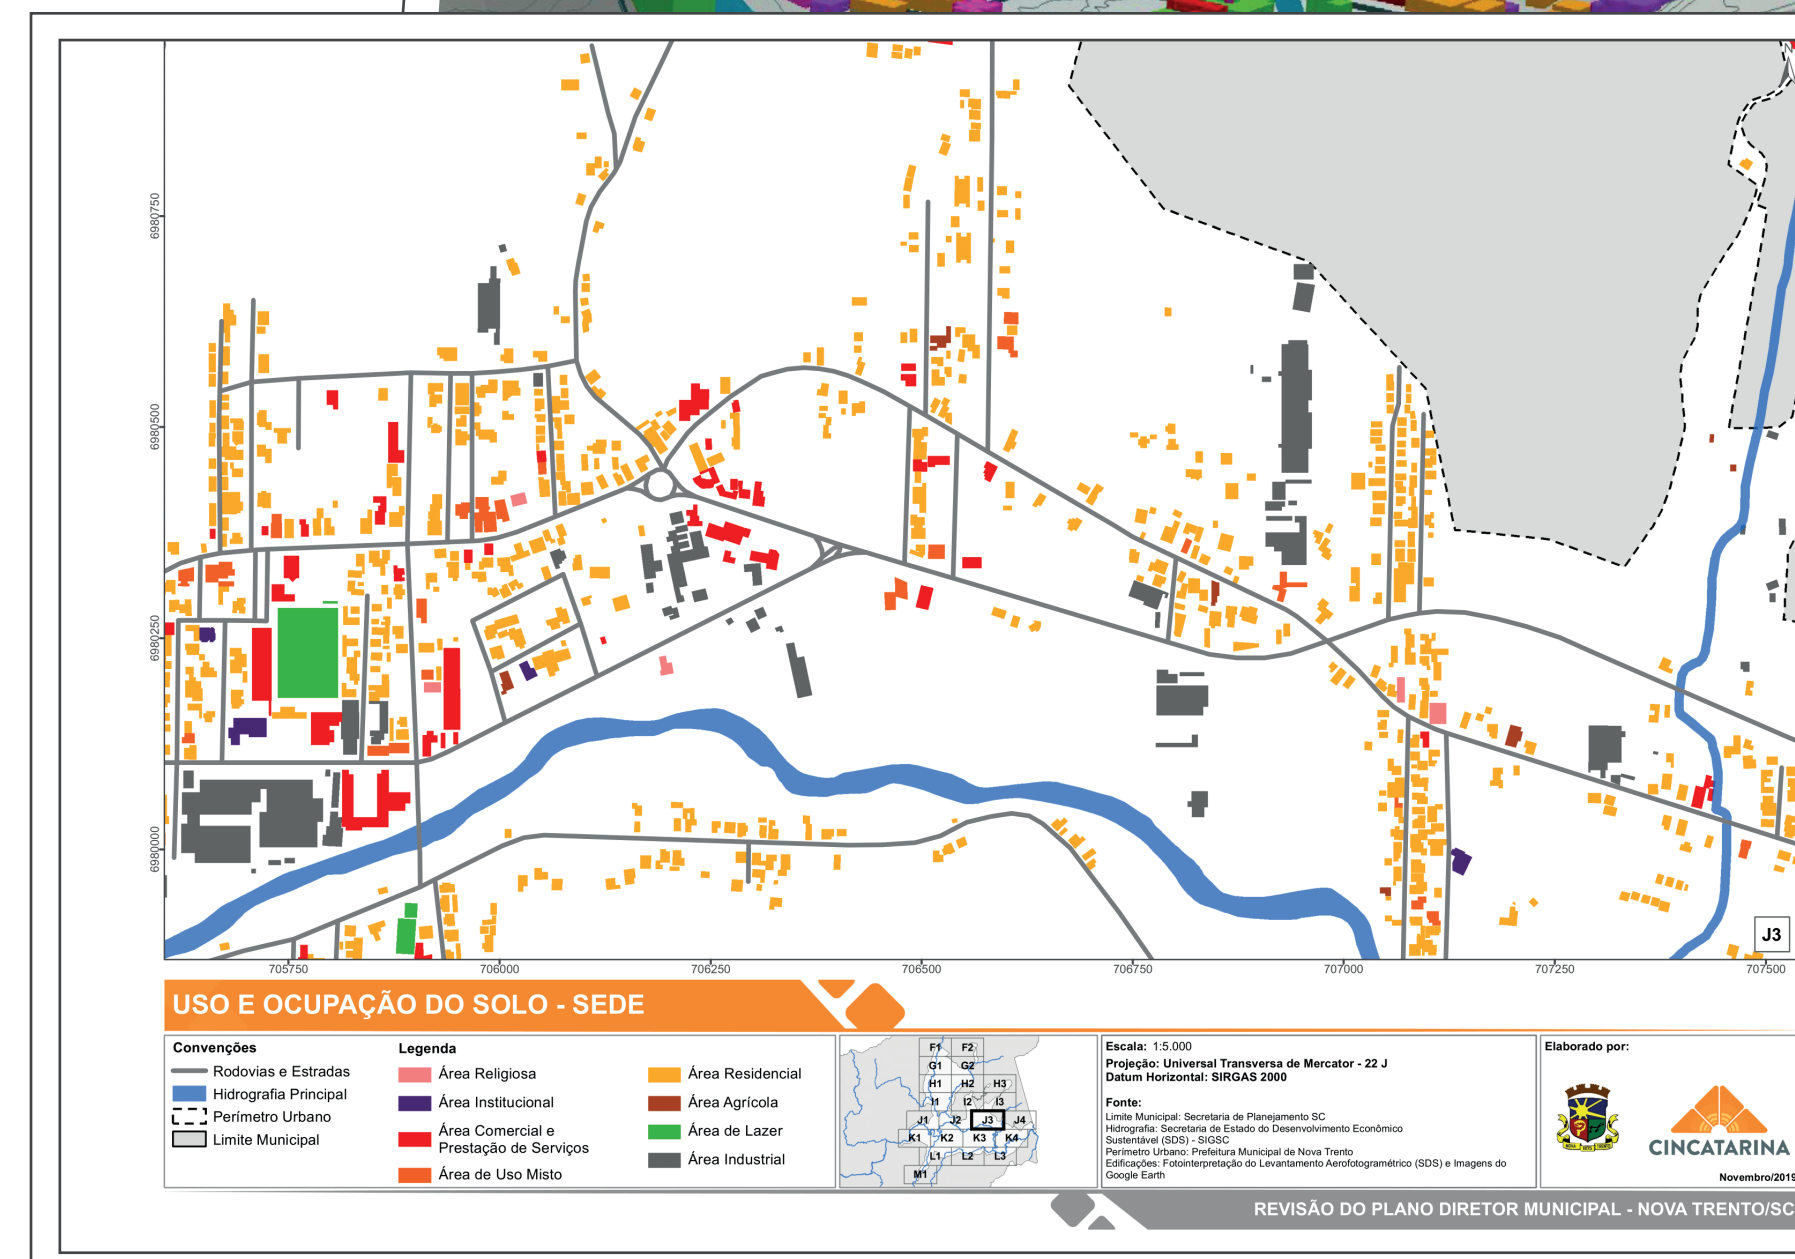 N
6980750
6980500
6980250
6980000
J3
705750
706000
706250
706500
706750
707000
707250
707500
USO E OCUPAÇÃO DO SOLO - SEDE
Convenções
Rodovias e Estradas
Hidrografia Principal
Perímetro Urbano
Limite Municipal
Legenda
Área Religiosa
Área Institucional
Área Comercial e
Prestação de Serviços
Área de Uso Misto
Área Residencial
Área Agrícola
Área de Lazer
Área Industrial
F1 F2
G1 G2
H1 H2 H3
I1 I2 I3
J1 J2 J3 J4
K1 K2 K3 K4
L1 L2 L3
M1
Escala: 1:5.000
Projeção: Universal Transversa de Mercator - 22 J
Datum Horizontal: SIRGAS 2000
Fonte:
Limite Municipal: Secretaria de Planejamento SC
Hidrografia: Secretaria de Estado do Desenvolvimento Econômico
Sustentável (SDS) - SIGSC
Perímetro Urbano: Prefeitura Municipal de Nova Trento
Edificações: Fotointerpretação do Levantamento Aerofotogramétrico (SDS) e Imagens do
Google Earth
Elaborado por:
CINCATARINA
Novembro/2019
REVISÃO DO PLANO DIRETOR MUNICIPAL - NOVA TRENTO/SC